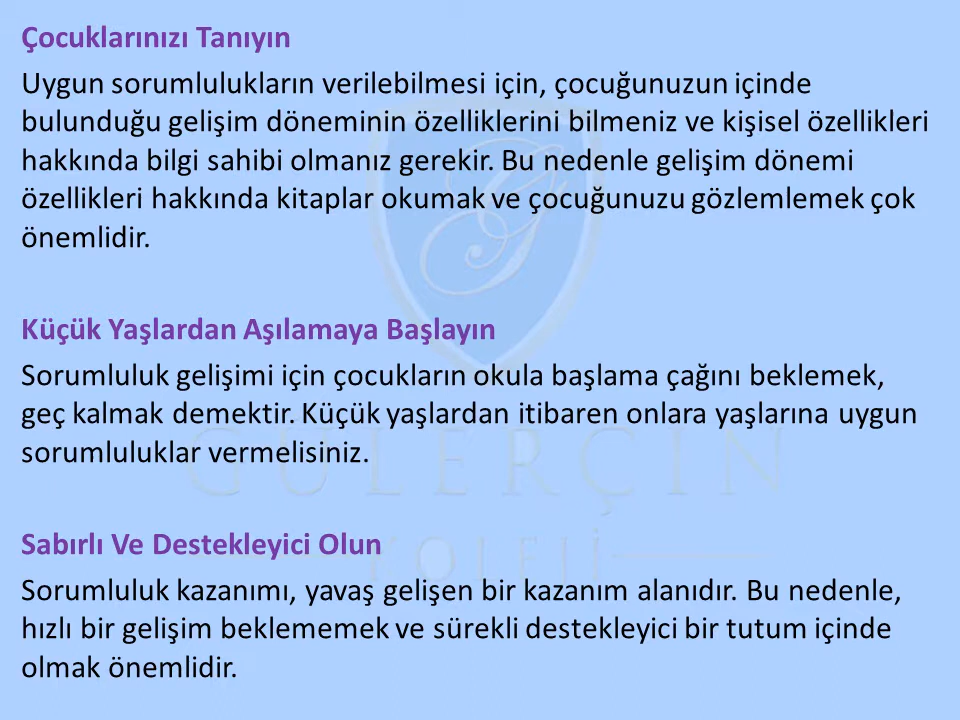 Çocuklarınızı Tanıyın
Uygun sorumlulukların verilebilmesi için, çocuğunuzun içinde
bulunduğu gelişim döneminin özelliklerini bilmeniz ve kişisel özellikleri
hakkında bilgi sahibi olmanız gerekir. Bu nedenle gelişim dönemi
özellikleri hakkında kitaplar okumak ve çocuğunuzu gözlemlemek çok
önemlidir.
Küçük Yaşlardan Aşılamaya Başlayın
Sorumluluk gelişimi için çocukların okula başlama çağını beklemek,
geç kalmak demektir. Küçük yaşlardan itibaren onlara yaşlarına uygun
sorumluluklar vermelisiniz.
GÜLERÇİN
Sabırlı Ve Destekleyici Olun
KOLEJİ
Sorumluluk kazanımı, yavaş gelişen bir kazanım alanıdır. Bu nedenle,
hızlı bir gelişim beklememek ve sürekli destekleyici bir tutum içinde
olmak önemlidir.